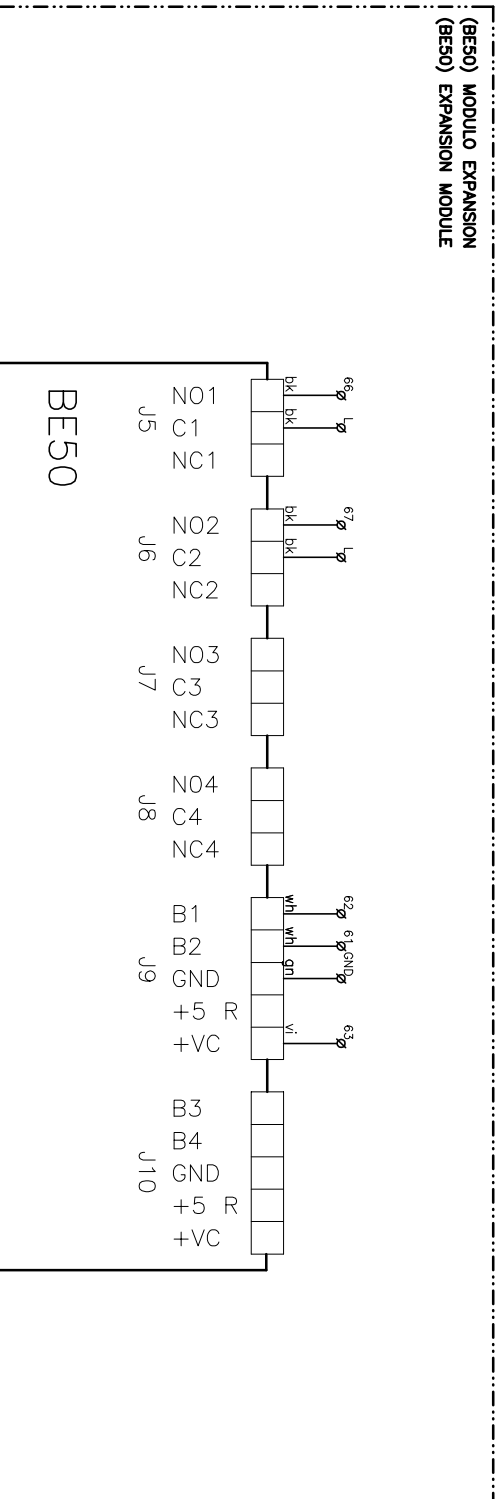 (BE50) MODULO EXPANSION
(BE50) EXPANSION MODULE
BE50
J5
NO1
C1
NC1
bk
66
bk
L
J6
NO2
C2
NC2
bk
67
bk
L
J7
NO3
C3
NC3
J8
NO4
C4
NC4
J9
B1
B2
GND
+5 R
+VC
wh
62
wh
61
gn
GND
vi
63
J10
B3
B4
GND
+5 R
+VC